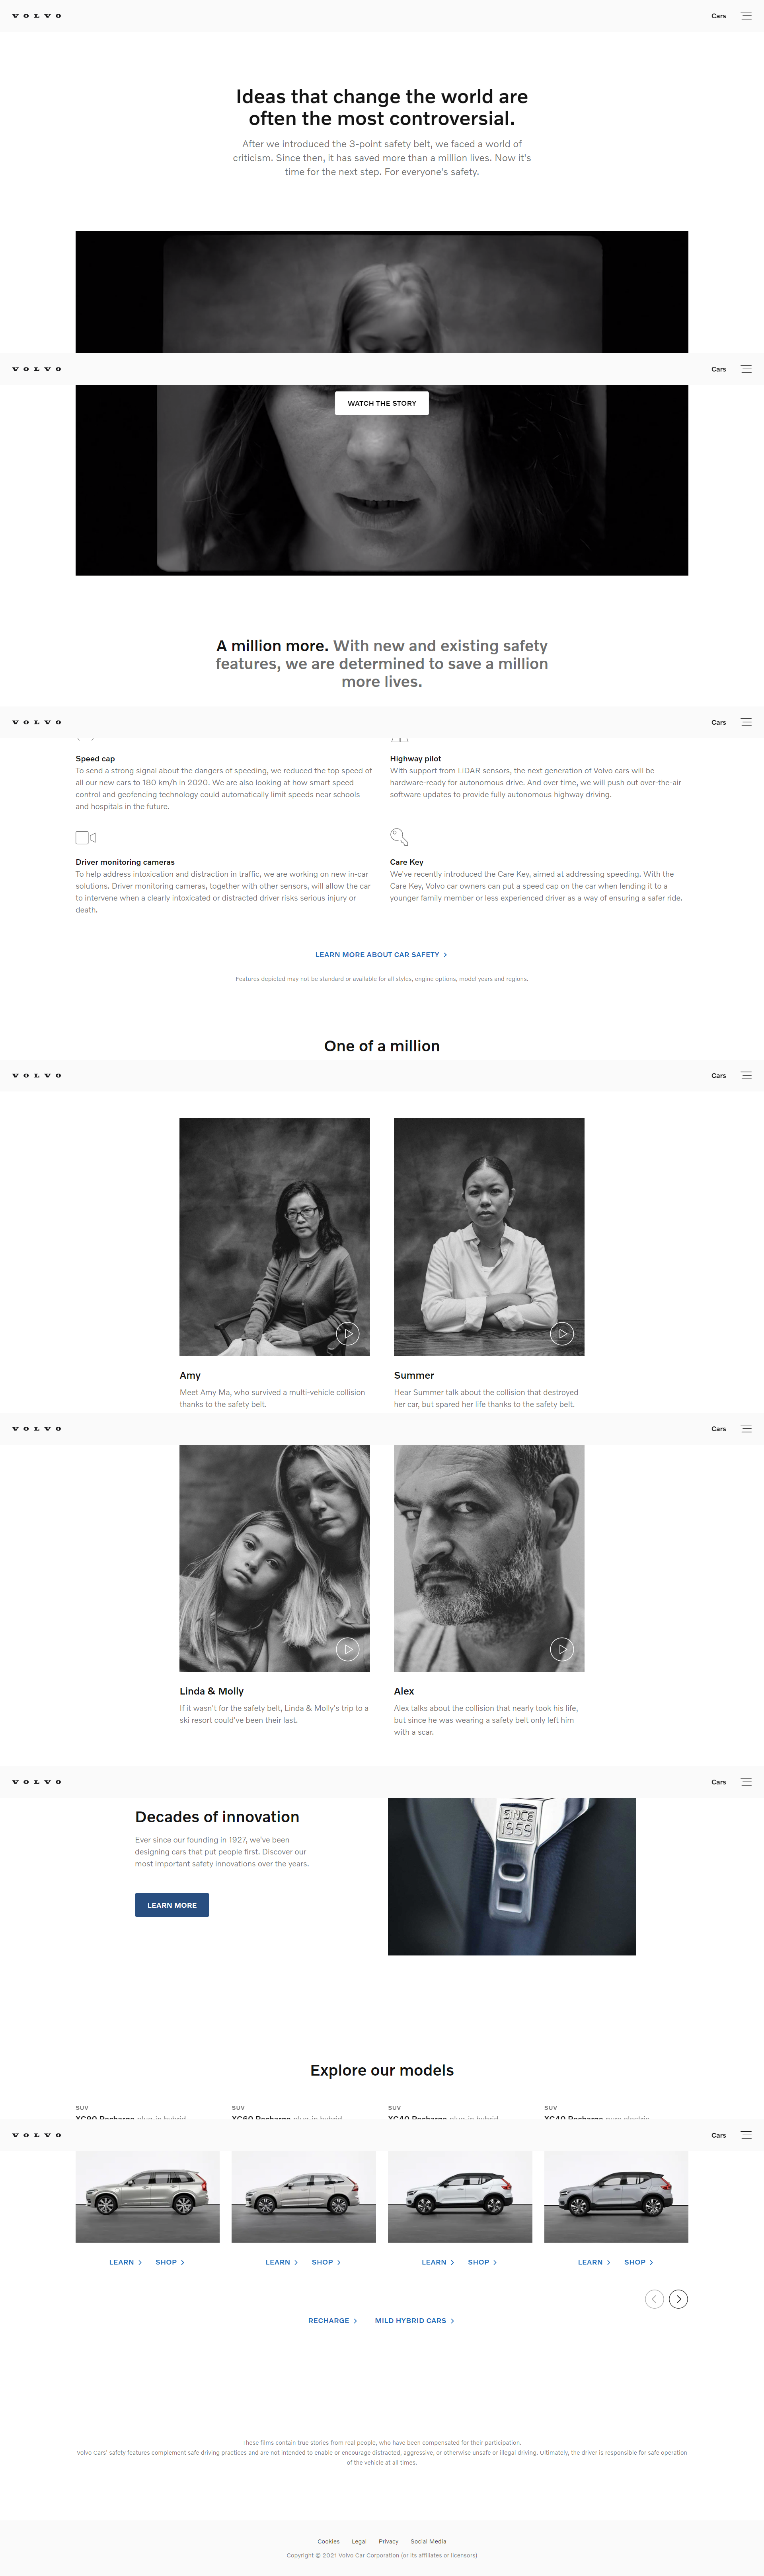 VOLVO
Cars
Ideas that change the world are
often the most controversial.
After we introduced the 3-point safety belt, we faced a world of
criticism. Since then, it has saved more than a million lives. Now it's
time for the next step. For everyone's safety.
VOLVO
Cars
WATCH THE STORY
A million more. With new and existing safety
features, we are determined to save a million
more lives.
VOLVO
Cars
Speed cap
To send a strong signal about the dangers of speeding, we reduced the top speed of
all our new cars to 180 km/h in 2020. We are also looking at how smart speed
control and geofencing technology could automatically limit speeds near schools
and hospitals in the future.
Highway pilot
With support from LiDAR sensors, the next generation of Volvo cars will be
hardware-ready for autonomous drive. And over time, we will push out over-the-air
software updates to provide fully autonomous highway driving.
Driver monitoring cameras
To help address intoxication and distraction in traffic, we are working on new in-car
solutions. Driver monitoring cameras, together with other sensors, will allow the car
to intervene when a clearly intoxicated or distracted driver risks serious injury or
death.
Care Key
We've recently introduced the Care Key, aimed at addressing speeding. With the
Care Key, Volvo car owners can put a speed cap on the car when lending it to a
younger family member or less experienced driver as a way of ensuring a safer ride.
LEARN MORE ABOUT CAR SAFETY
Features depicted may not be standard or available for all styles, engine options, model years and regions.
One of a million
VOLVO
Cars
Amy
Meet Amy Ma, who survived a multi-vehicle collision
thanks to the safety belt.
Summer
Hear Summer talk about the collision that destroyed
her car, but spared her life thanks to the safety belt.
VOLVO
Cars
Linda & Molly
If it wasn't for the safety belt, Linda & Molly's trip to a
ski resort could've been their last.
Alex
Alex talks about the collision that nearly took his life,
but since he was wearing a safety belt only left him
with a scar.
VOLVO
Cars
Decades of innovation
Ever since our founding in 1927, we've been
designing cars that put people first. Discover our
most important safety innovations over the years.
LEARN MORE
SINCE
1959
Explore our models
SUV
XC90 Recharge plug-in hybrid
SUV
XC60 Recharge plug-in hybrid
SUV
XC40 Recharge plug-in hybrid
SUV
XC40 Recharge pure electric
VOLVO
Cars
LEARN SHOP
LEARN SHOP
LEARN SHOP
LEARN SHOP
RECHARGE MILD HYBRID CARS
These films contain true stories from real people, who have been compensated for their participation.
Volvo Cars' safety features complement safe driving practices and are not intended to enable or encourage distracted, aggressive, or otherwise unsafe or illegal driving. Ultimately, the driver is responsible for safe operation
of the vehicle at all times.
Cookies Legal Privacy Social Media
Copyright © 2021 Volvo Car Corporation (or its affiliates or licensors)